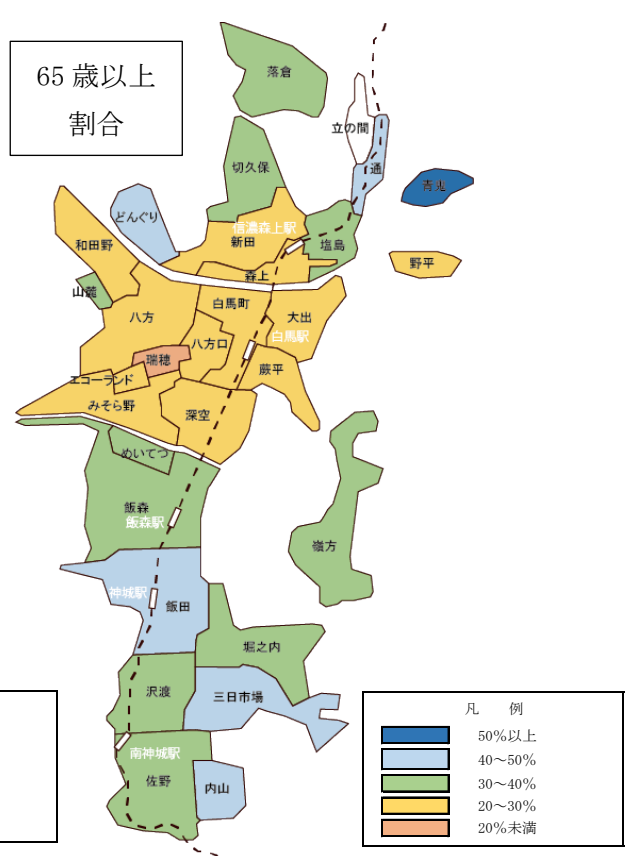 65 歳以上
割合
落倉
立の間
通
切久保
青鬼
どんぐり
信濃森上駅
新田
塩島
和田野
野平
森上
山麓
白馬町
八方
大出
白馬駅
八方口
瑞穂
蕨平
エコーランド
みそら野
深空
めいてつ
飯森
飯森駅
嶺方
神城駅
飯田
堀之内
沢渡
三日市場
南神城駅
佐野
内山
凡 例
50%以上
40～50%
30～40%
20～30%
20%未満